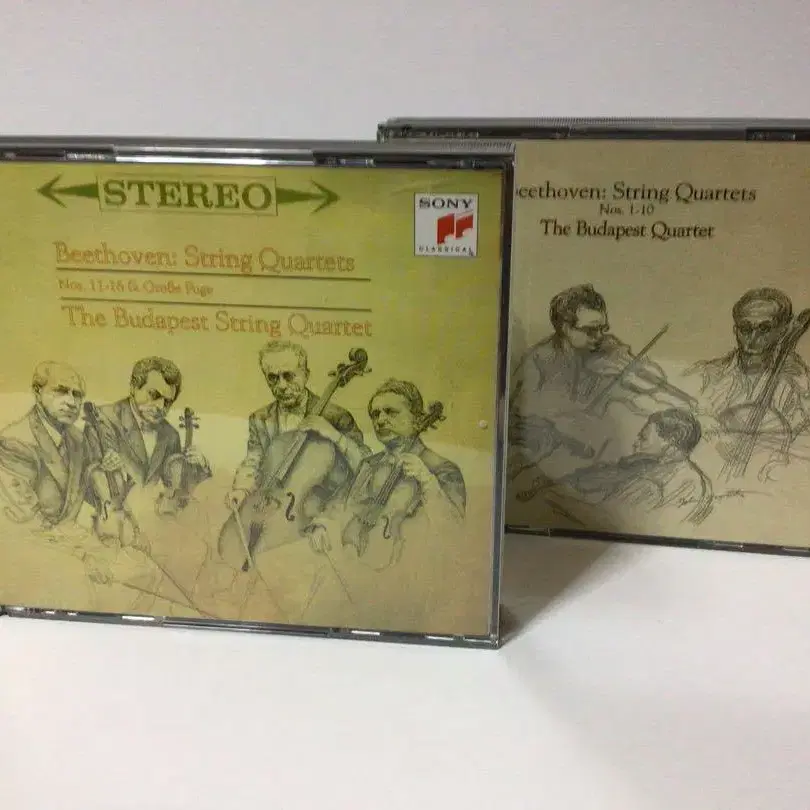 STEREO
SONY
CLASSICAL
Beethoven: String Quartets
Nos. 11-16 & Große Fuge
The Budapest String Quartet
eethoven: String Quartets
Nos. 1-10
The Budapest Quartet